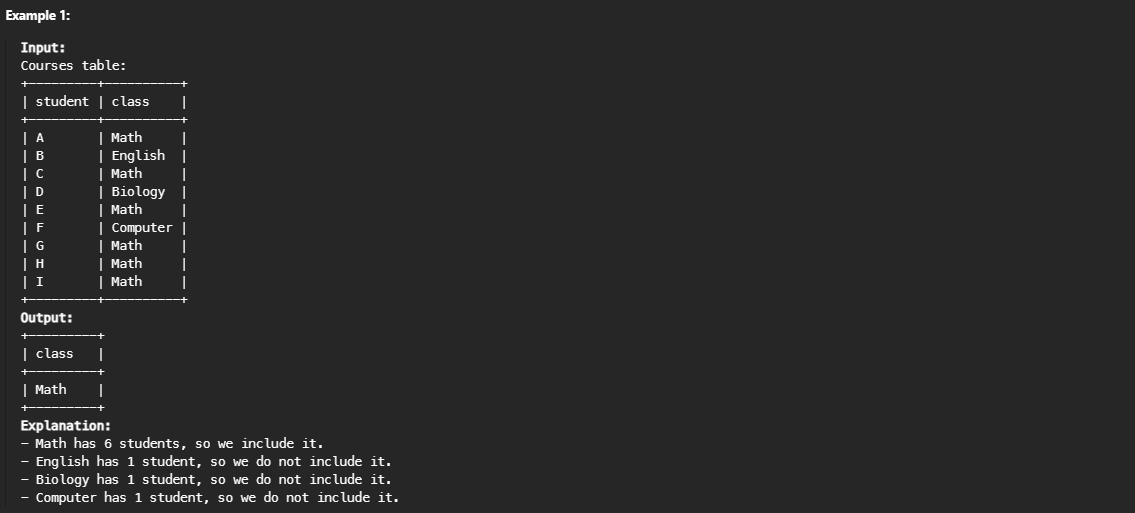 Example 1:
Input:
Courses table:
+---------+----------+
| student | class    |
+---------+----------+
| A       | Math     |
| B       | English  |
| C       | Math     |
| D       | Biology  |
| E       | Math     |
| F       | Computer |
| G       | Math     |
| H       | Math     |
| I       | Math     |
+---------+----------+
Output:
+---------+
| class   |
+---------+
| Math    |
+---------+
Explanation:
- Math has 6 students, so we include it.
- English has 1 student, so we do not include it.
- Biology has 1 student, so we do not include it.
- Computer has 1 student, so we do not include it.